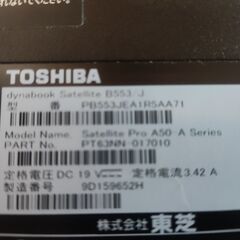 TOSHIBA
dynabook Satellite B553/J
型 番 PB553JEA1R5AA71
Model Name. Satellite Pro A50-A Series
PART No. PT63NN-017010
定格電圧 DC 19 V 定格電流 3.42 A
製造番号 9D159652H
株式会社 東芝